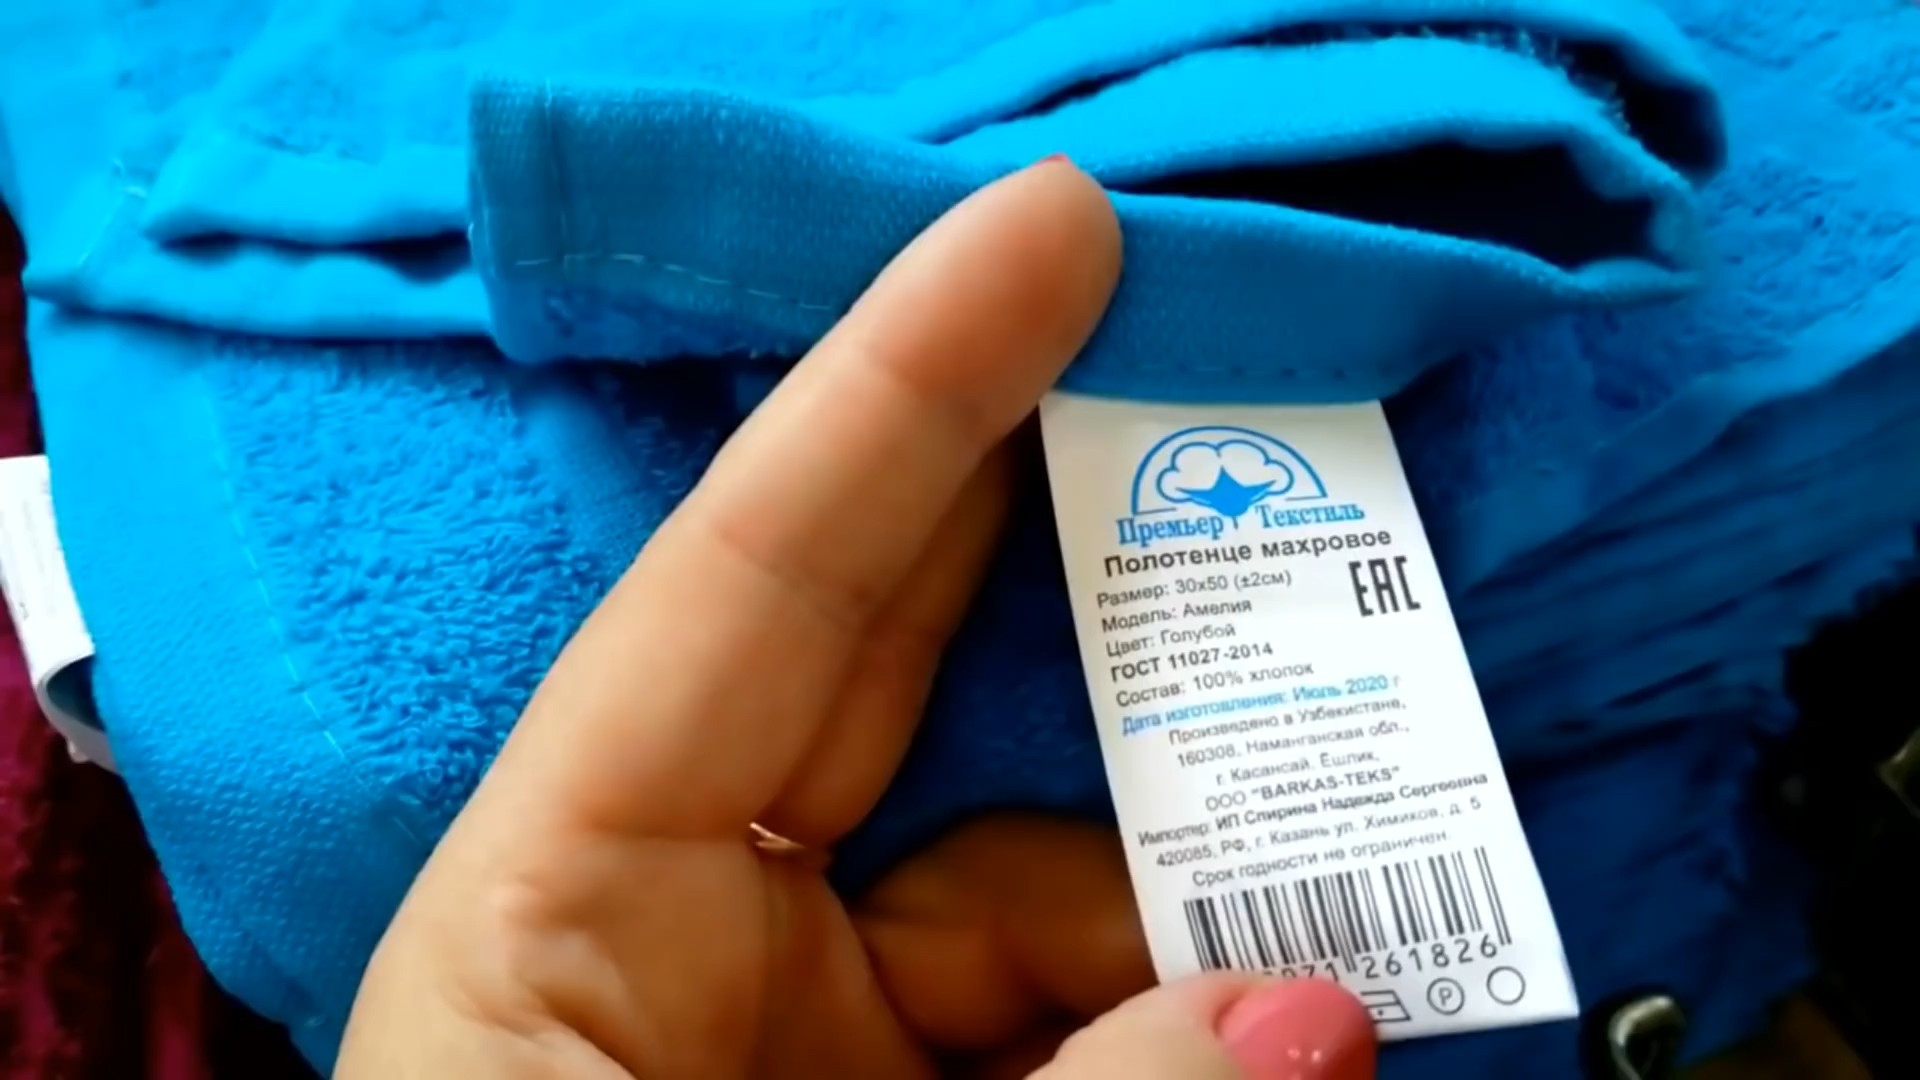 Премьер Текстиль
Полотенце махровое
Размер: 30х50 (±2см)
EAC
Модель: Амелия
Цвет: Голубой
ГОСТ 11027-2014
Состав: 100% хлопок
Дата изготовления: Июль 2020 г
Произведено в Узбекистане,
160308, Наманганская обл.,
г. Касансай, Ёшлик,
ООО "BARKAS-TEKS"
Импортер: ИП Спирина Надежда Сергеевна
420085, РФ, г. Казань ул. Химиков, д. 5
Срок годности не ограничен.
261826
P